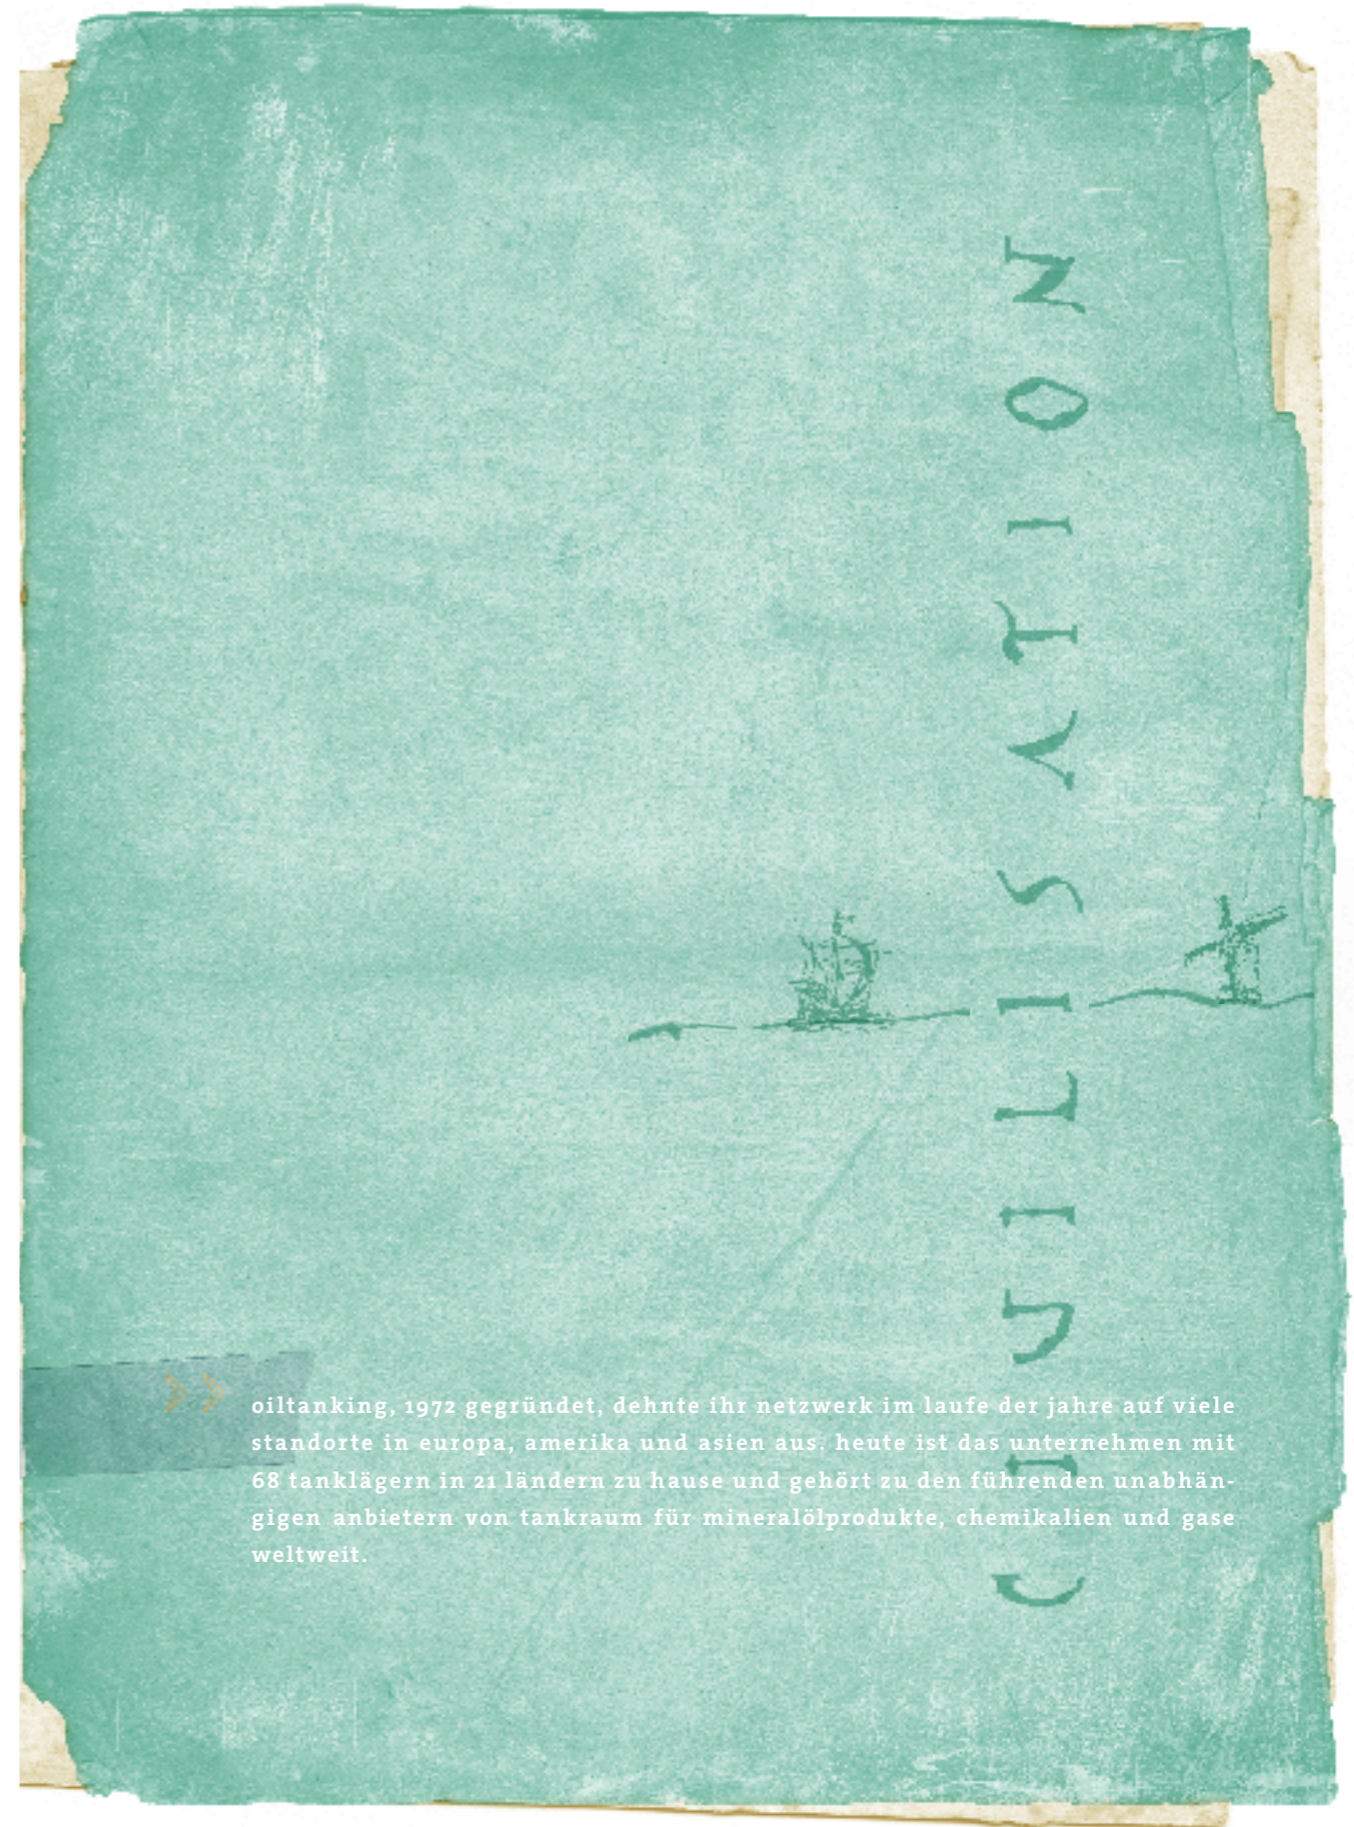 CIUILISATION
» oiltanking, 1972 gegründet, dehnte ihr netzwerk im laufe der jahre auf viele
standorte in europa, amerika und asien aus. heute ist das unternehmen mit
68 tanklägern in 21 ländern zu hause und gehört zu den führenden unabhän-
gigen anbietern von tankraum für mineralölprodukte, chemikalien und gase
weltweit.